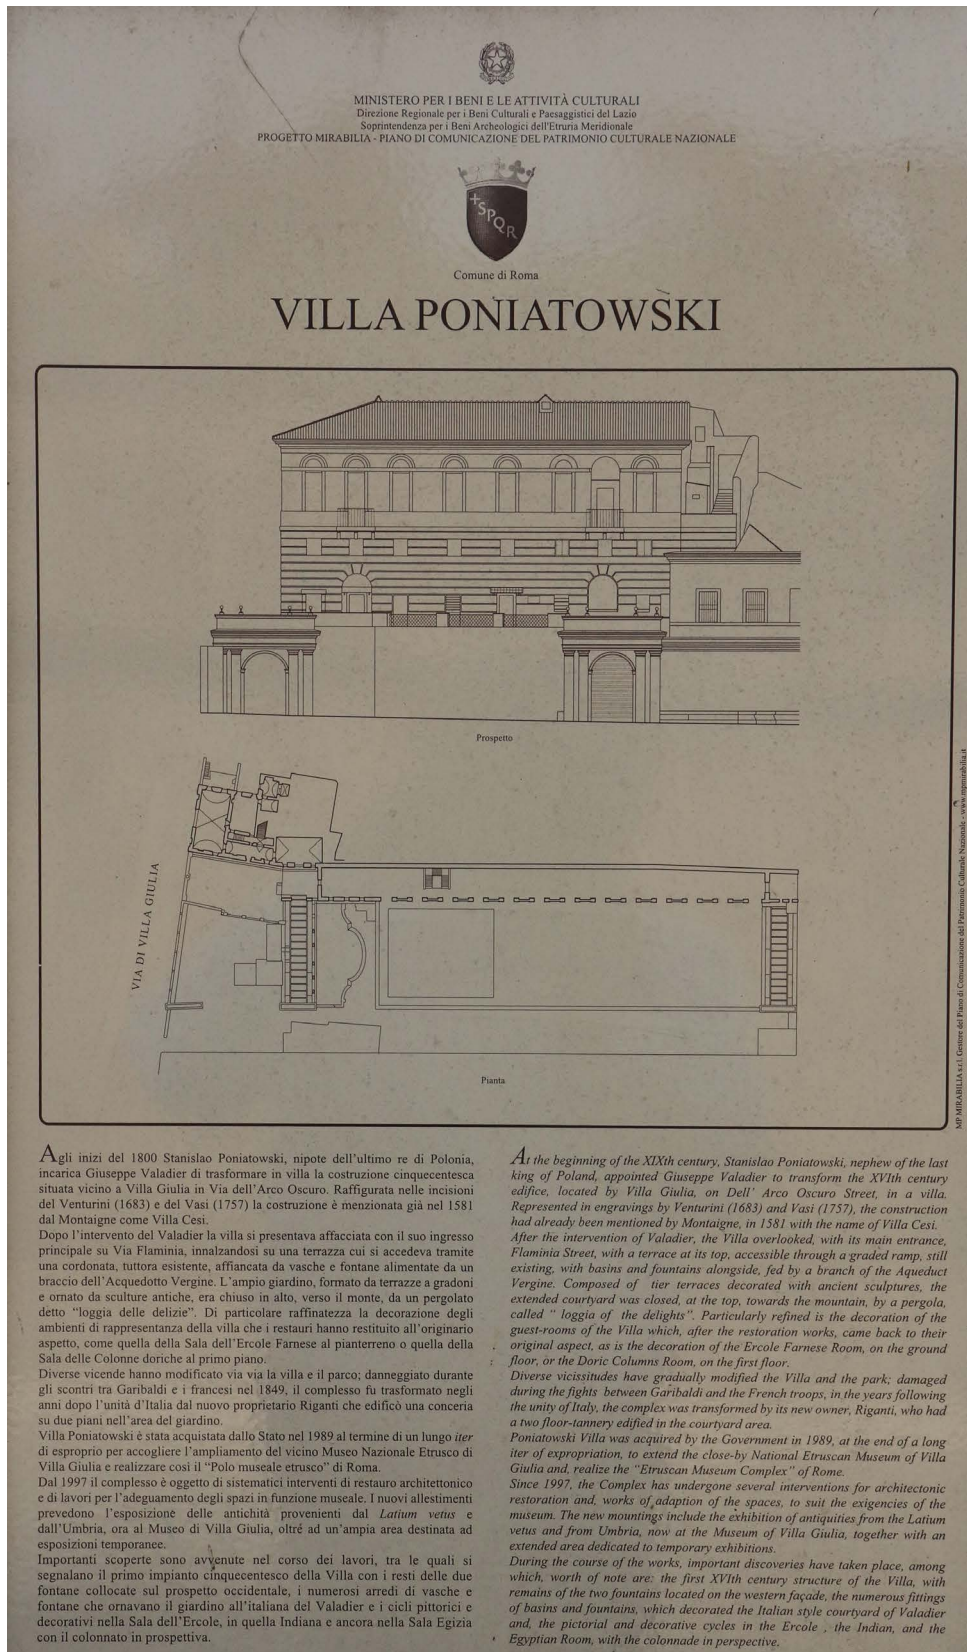 MINISTERO PER I BENI E LE ATTIVITÀ CULTURALI
Direzione Regionale per i Beni Culturali e Paesaggistici del Lazio
Soprintendenza per i Beni Archeologici dell'Etruria Meridionale
PROGETTO MIRABILIA - PIANO DI COMUNICAZIONE DEL PATRIMONIO CULTURALE NAZIONALE
SPQR
Comune di Roma
VILLA PONIATOWSKI
Prospetto
VIA DI VILLA GIULIA
Pianta
MP MIRABILIA s.r.l. Gestore del Piano di Comunicazione del Patrimonio Culturale Nazionale - www.mpmirabilia.it
Agli inizi del 1800 Stanislao Poniatowski, nipote dell'ultimo re di Polonia,
incarica Giuseppe Valadier di trasformare in villa la costruzione cinquecentesca
situata vicino a Villa Giulia in Via dell'Arco Oscuro. Raffigurata nelle incisioni
del Venturini (1683) e del Vasi (1757) la costruzione è menzionata già nel 1581
dal Montaigne come Villa Cesi.
Dopo l'intervento del Valadier la villa si presentava affacciata con il suo ingresso
principale su Via Flaminia, innalzandosi su una terrazza cui si accedeva tramite
una cordonata, tuttora esistente, affiancata da vasche e fontane alimentate da un
braccio dell'Acquedotto Vergine. L'ampio giardino, formato da terrazze a gradoni
e ornato da sculture antiche, era chiuso in alto, verso il monte, da un pergolato
detto "loggia delle delizie". Di particolare raffinatezza la decorazione degli
ambienti di rappresentanza della villa che i restauri hanno restituito all'originario
aspetto, come quella della Sala dell'Ercole Farnese al pianterreno o quella della
Sala delle Colonne doriche al primo piano.
Diverse vicende hanno modificato via via la villa e il parco; danneggiato durante
gli scontri tra Garibaldi e i francesi nel 1849, il complesso fu trasformato negli
anni dopo l'unità d'Italia dal nuovo proprietario Riganti che edificò una conceria
su due piani nell'area del giardino.
Villa Poniatowski è stata acquistata dallo Stato nel 1989 al termine di un lungo iter
di esproprio per accogliere l'ampliamento del vicino Museo Nazionale Etrusco di
Villa Giulia e realizzare così il "Polo museale etrusco" di Roma.
Dal 1997 il complesso è oggetto di sistematici interventi di restauro architettonico
e di lavori per l'adeguamento degli spazi in funzione museale. I nuovi allestimenti
prevedono l'esposizione delle antichità provenienti dal Latium vetus e
dall'Umbria, ora al Museo di Villa Giulia, oltre ad un'ampia area destinata ad
esposizioni temporanee.
Importanti scoperte sono avvenute nel corso dei lavori, tra le quali si
segnalano il primo impianto cinquecentesco della Villa con i resti delle due
fontane collocate sul prospetto occidentale, i numerosi arredi di vasche e
fontane che ornavano il giardino all'italiana del Valadier e i cicli pittorici e
decorativi nella Sala dell'Ercole, in quella Indiana e ancora nella Sala Egizia
con il colonnato in prospettiva.
At the beginning of the XIXth century, Stanislao Poniatowski, nephew of the last
king of Poland, appointed Giuseppe Valadier to transform the XVIth century
edifice, located by Villa Giulia, on Dell' Arco Oscuro Street, in a villa.
Represented in engravings by Venturini (1683) and Vasi (1757), the construction
had already been mentioned by Montaigne, in 1581 with the name of Villa Cesi.
After the intervention of Valadier, the Villa overlooked, with its main entrance,
Flaminia Street, with a terrace at its top, accessible through a graded ramp, still
existing, with basins and fountains alongside, fed by a branch of the Aqueduct
Vergine. Composed of tier terraces decorated with ancient sculptures, the
extended courtyard was closed, at the top, towards the mountain, by a pergola,
called " loggia of the delights". Particularly refined is the decoration of the
guest-rooms of the Villa which, after the restoration works, came back to their
original aspect, as is the decoration of the Ercole Farnese Room, on the ground
floor, or the Doric Columns Room, on the first floor.
Diverse vicissitudes have gradually modified the Villa and the park; damaged
during the fights between Garibaldi and the French troops, in the years following
the unity of Italy, the complex was transformed by its new owner, Riganti, who had
a two floor-tannery edified in the courtyard area.
Poniatowski Villa was acquired by the Government in 1989, at the end of a long
iter of expropriation, to extend the close-by National Etruscan Museum of Villa
Giulia and, realize the "Etruscan Museum Complex" of Rome.
Since 1997, the Complex has undergone several interventions for architectonic
restoration and, works of adaption of the spaces, to suit the exigencies of the
museum. The new mountings include the exhibition of antiquities from the Latium
vetus and from Umbria, now at the Museum of Villa Giulia, together with an
extended area dedicated to temporary exhibitions.
During the course of the works, important discoveries have taken place, among
which, worth of note are: the first XVIth century structure of the Villa, with
remains of the two fountains located on the western façade, the numerous fittings
of basins and fountains, which decorated the Italian style courtyard of Valadier
and, the pictorial and decorative cycles in the Ercole , the Indian, and the
Egyptian Room, with the colonnade in perspective.